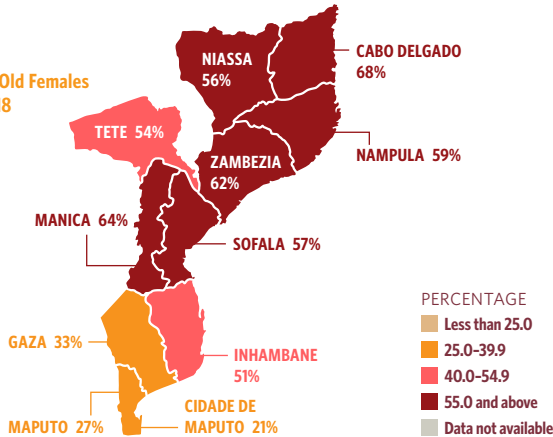 NIASSA
56%
CABO DELGADO
68%
Old Females
18
TETE 54%
ZAMBEZIA
62%
NAMPULA 59%
MANICA 64%
SOFALA 57%
GAZA 33%
INHAMBANE
51%
MAPUTO 27%
CIDADE DE
MAPUTO 21%
PERCENTAGE
Less than 25.0
25.0–39.9
40.0–54.9
55.0 and above
Data not available